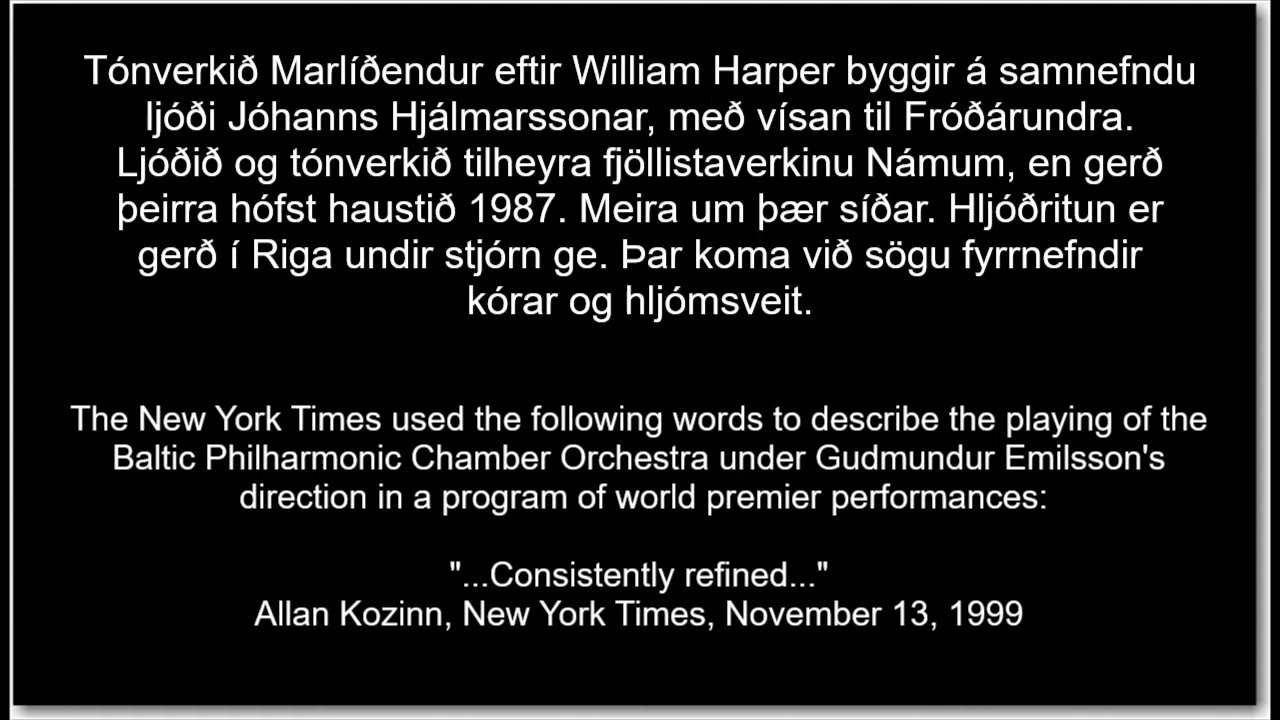 Tónverkið Marlíðendur eftir William Harper byggir á samnefndu
ljóði Jóhanns Hjálmarssonar, með vísan til Fróðárundra.
Ljóðið og tónverkið tilheyra fjöllistaverkinu Námum, en gerð
þeirra hófst haustið 1987. Meira um þær síðar. Hljóðritun er
gerð í Riga undir stjórn ge. Þar koma við sögu fyrrnefndir
kórar og hljómsveit.
The New York Times used the following words to describe the playing of the
Baltic Philharmonic Chamber Orchestra under Gudmundur Emilsson's
direction in a program of world premier performances:
"...Consistently refined..."
Allan Kozinn, New York Times, November 13, 1999